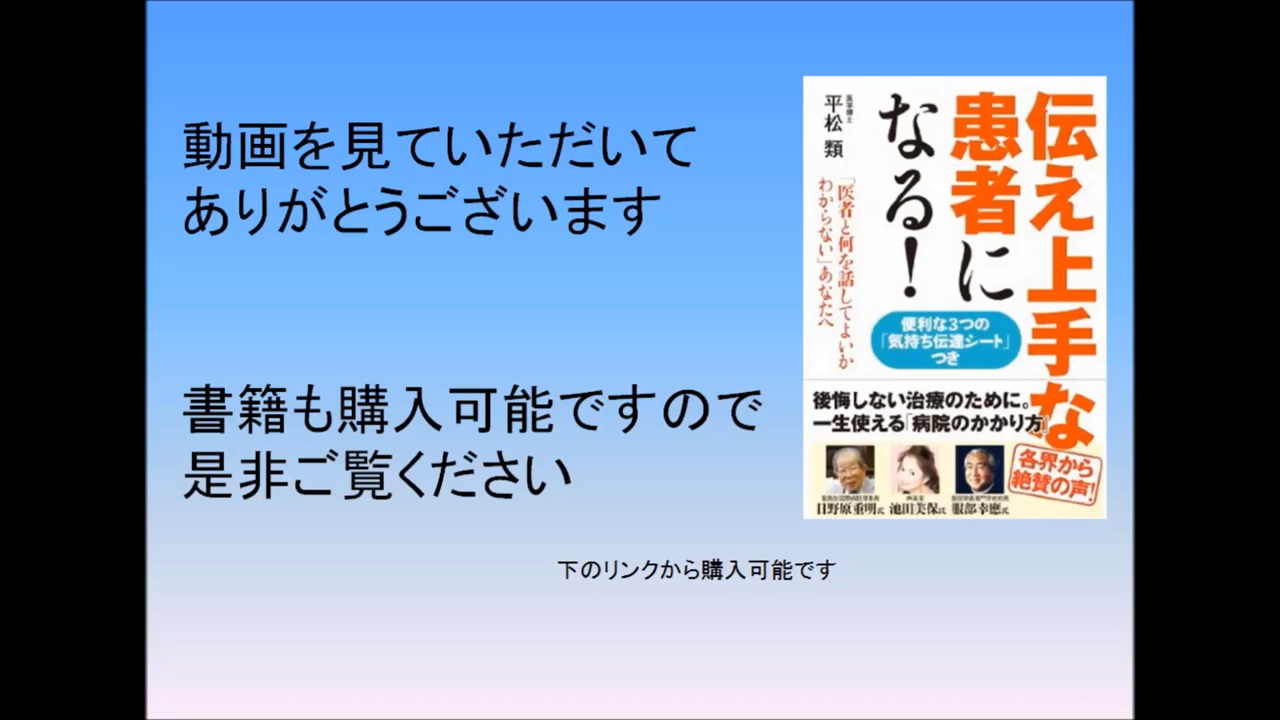 動画を見ていただいて
ありがとうございます
書籍も購入可能ですので
是非ご覧ください
下のリンクから購入可能です
伝え上手な
患者に
なる!
医学博士
平松 類
「医者と何を話してよいか
わからない」あなたへ
便利な3つの
「気持ち伝達シート」
つき
後悔しない治療のために。
一生使える「病院のかかり方」
各界から
絶賛の声!
日野原重明氏
池田美保氏
服部幸應氏